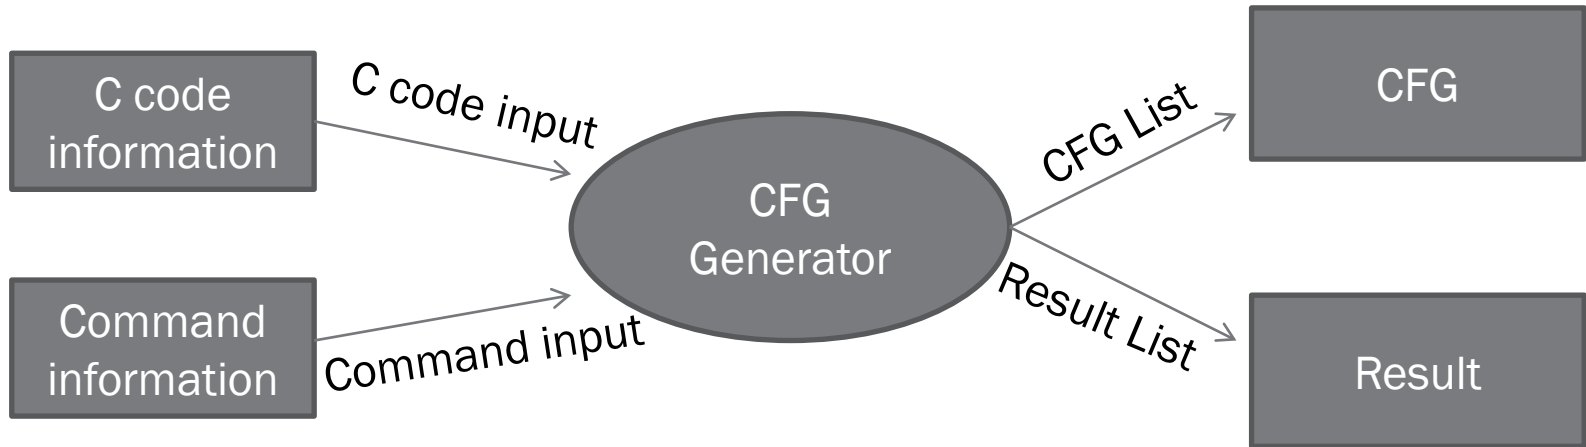 C code
information
C code input
Command
information
Command input
CFG
Generator
CFG List
CFG
Result List
Result